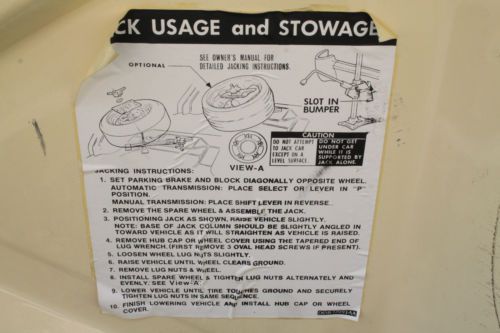 CK USAGE and STOWAGE
SEE OWNER'S MANUAL FOR
DETAILED JACKING INSTRUCTIONS.
OPTIONAL
SLOT IN
BUMPER
VIEW-A
CAUTION
DO NOT ATTEMPT
TO JACK CAR
EXCEPT ON A
LEVEL SURFACE.
DO NOT GET
UNDER CAR
WHILE IT IS
SUPPORTED BY
JACK ALONE.
JACKING INSTRUCTIONS:
1. SET PARKING BRAKE AND BLOCK DIAGONALLY OPPOSITE WHEEL.
AUTOMATIC TRANSMISSION: PLACE SELECT OR LEVER IN "P"
POSITION.
MANUAL TRANSMISSION: PLACE SHIFT LEVER IN REVERSE.
2. REMOVE THE SPARE WHEEL & ASSEMBLE THE JACK.
3. POSITIONING JACK AS SHOWN, RAISE VEHICLE SLIGHTLY.
NOTE: BASE OF JACK COLUMN SHOULD BE SLIGHTLY ANGLED IN
TOWARD VEHICLE AS IT WILL STRAIGHTEN AS VEHICLE IS RAISED.
4. REMOVE HUB CAP OR WHEEL COVER USING THE TAPERED END OF
LUG WRENCH. (FIRST REMOVE 3 OVAL HEAD SCREWS IF PRESENT).
5. LOOSEN WHEEL LUG NUTS SLIGHTLY.
6. RAISE VEHICLE UNTIL WHEEL CLEARS GROUND.
7. REMOVE LUG NUTS & WHEEL.
8. INSTALL SPARE WHEEL & TIGHTEN LUG NUTS ALTERNATELY AND
EVENLY. SEE View-A.
9. LOWER VEHICLE UNTIL TIRE TOUCHES GROUND AND SECURELY
TIGHTEN LUG NUTS IN SAME SEQUENCE.
10. FINISH LOWERING VEHICLE AND INSTALL HUB CAP OR WHEEL
COVER.